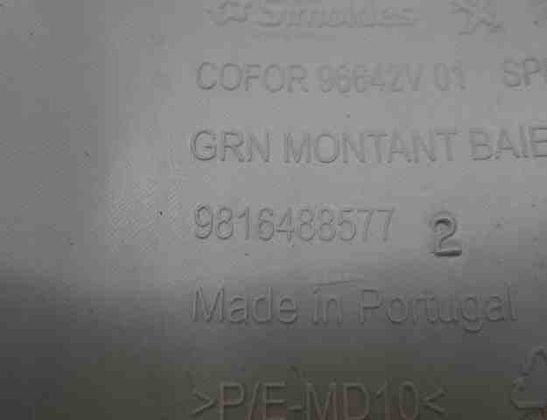 Simoldes
COFOR 96642V 01
GRN MONTANT BAIE
9816488577 2
Made in Portugal
>P/E-MD10<